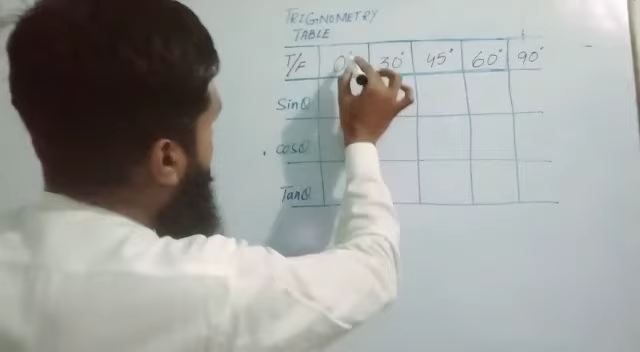 TRIGNOMETRY
TABLE
T/F 0° 30° 45° 60° 90°
Sinθ
cosθ
Tanθ